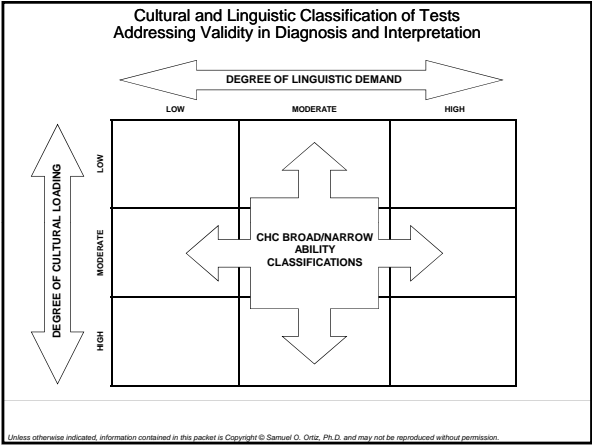 Cultural and Linguistic Classification of Tests
Addressing Validity in Diagnosis and Interpretation
DEGREE OF LINGUISTIC DEMAND
LOW
MODERATE
HIGH
DEGREE OF CULTURAL LOADING
LOW
MODERATE
HIGH
CHC BROAD/NARROW
ABILITY
CLASSIFICATIONS
Unless otherwise indicated, information contained in this packet is Copyright © Samuel O. Ortiz, Ph.D. and may not be reproduced without permission.